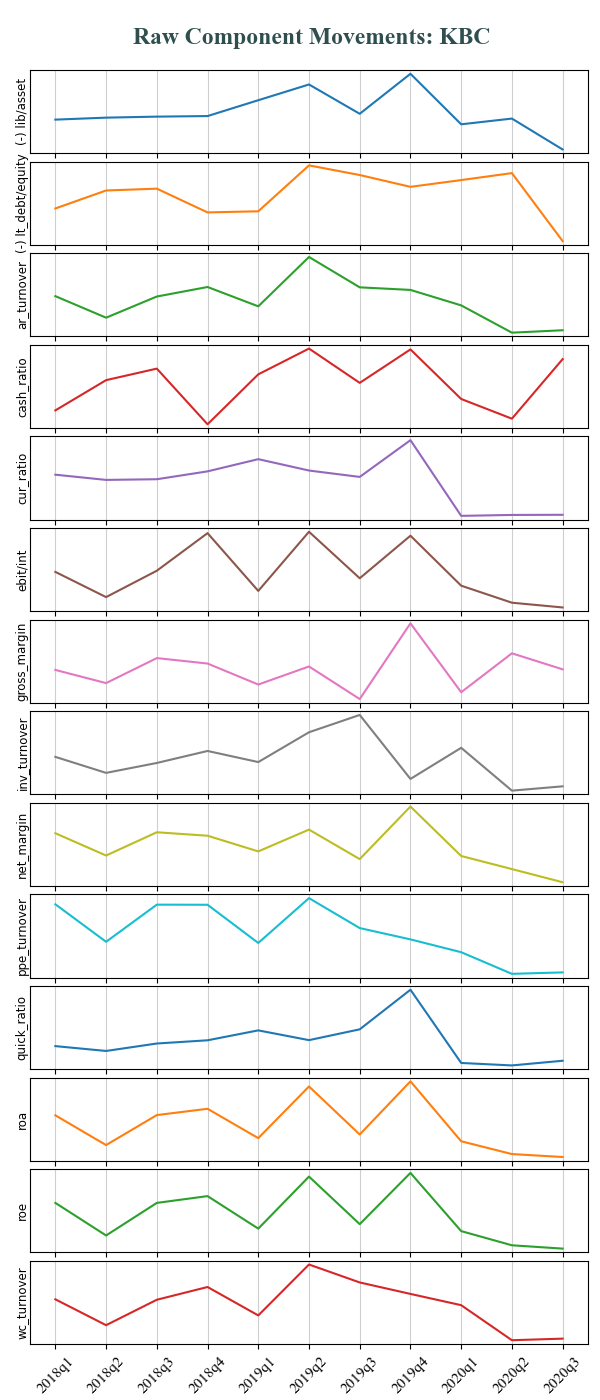 Raw Component Movements: KBC
(-) lib/asset
(-) lt_debt/equity
ar_turnover
cash_ratio
cur_ratio
ebit/int
gross_margin
inv_turnover
net_margin
ppe_turnover
quick_ratio
roa
roe
wc_turnover
2018q1 2018q2 2018q3 2018q4 2019q1 2019q2 2019q3 2019q4 2020q1 2020q2 2020q3